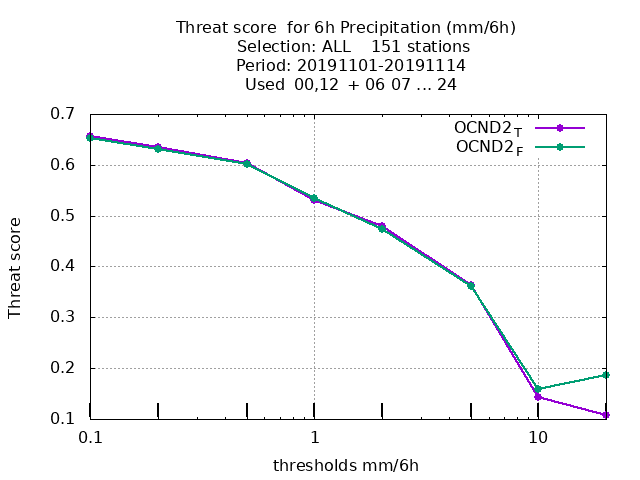 Threat score  for 6h Precipitation (mm/6h)
Selection: ALL    151 stations
Period: 20191101-20191114
Used  00,12  + 06 07 ... 24
OCND2_T
OCND2_F
0.7
0.6
0.5
0.4
0.3
0.2
0.1
Threat score
0.1
1
10
thresholds mm/6h